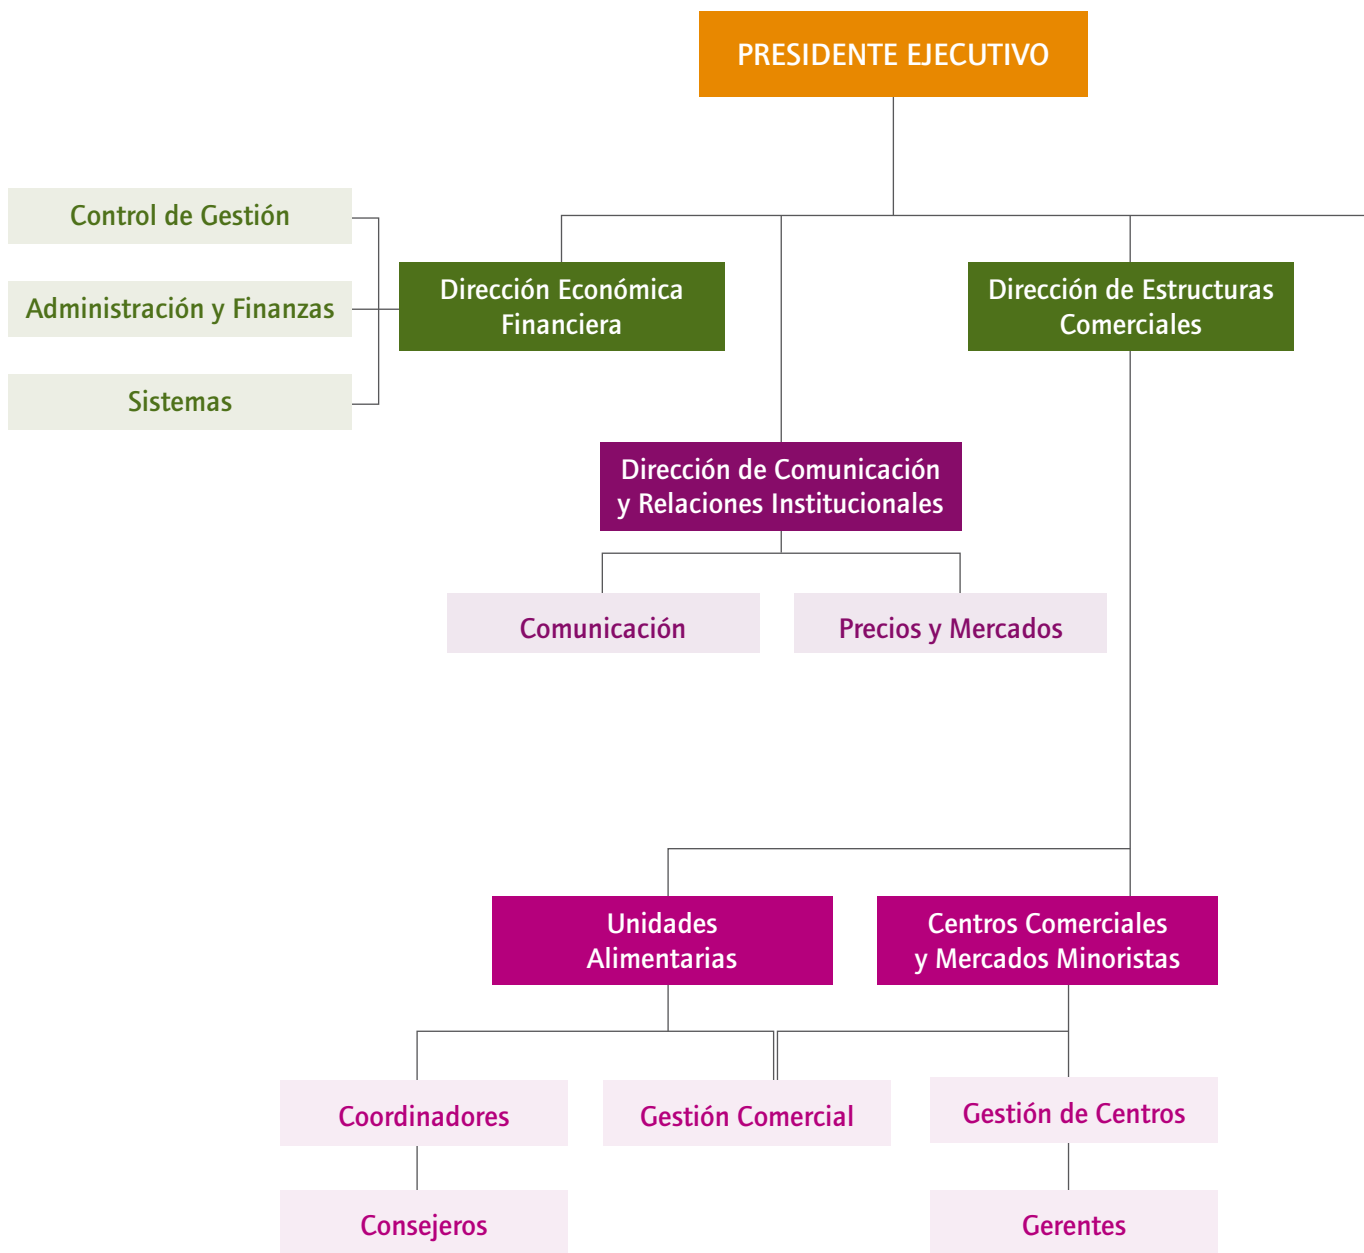 PRESIDENTE EJECUTIVO
Control de Gestión
Administración y Finanzas
Sistemas
Dirección Económica
Financiera
Dirección de Estructuras
Comerciales
Dirección de Comunicación
y Relaciones Institucionales
Comunicación
Precios y Mercados
Unidades
Alimentarias
Centros Comerciales
y Mercados Minoristas
Coordinadores
Gestión Comercial
Gestión de Centros
Consejeros
Gerentes